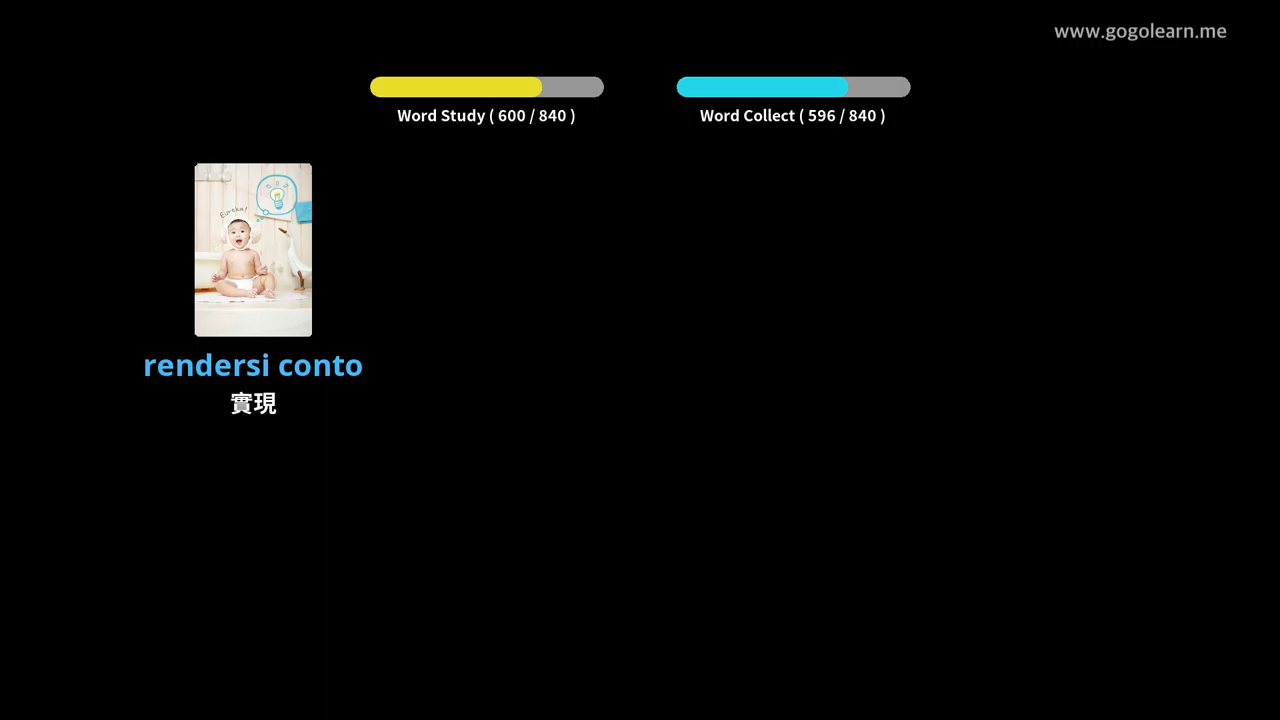 www.gogolearn.me
Word Study ( 600 / 840 )
Word Collect ( 596 / 840 )
Eureka!
rendersi conto
實現